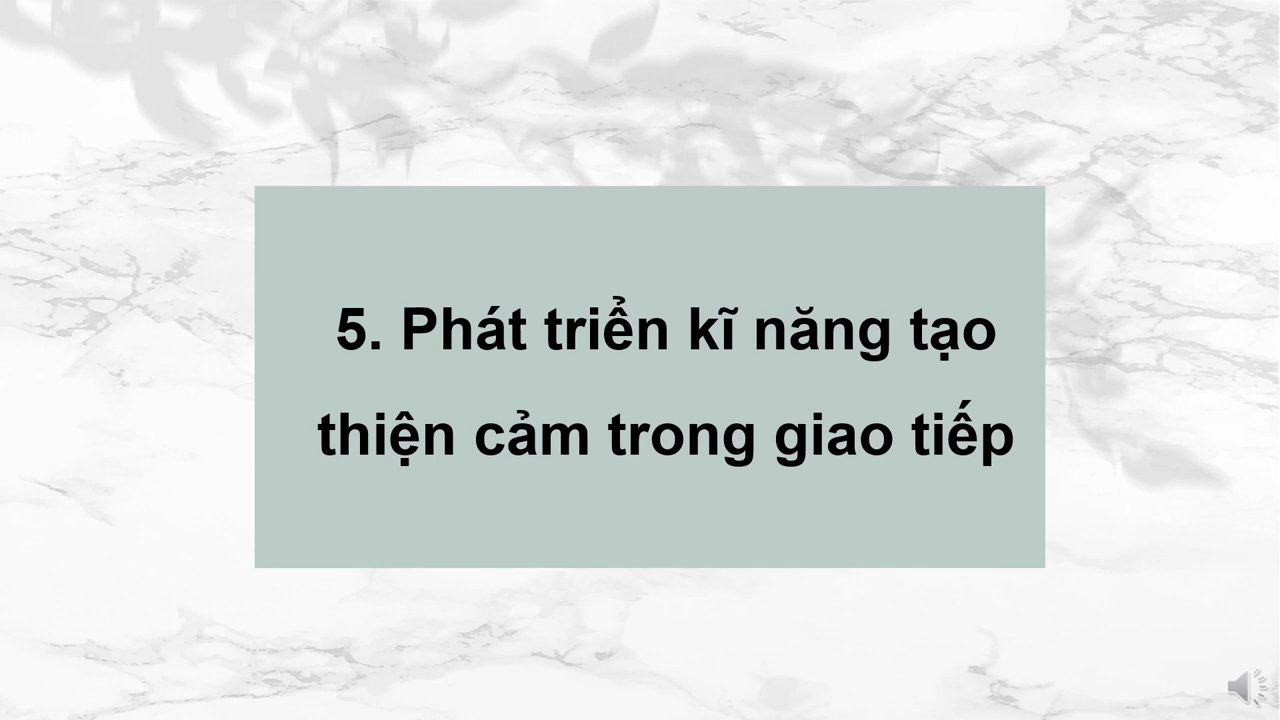 5. Phát triển kĩ năng tạo
thiện cảm trong giao tiếp